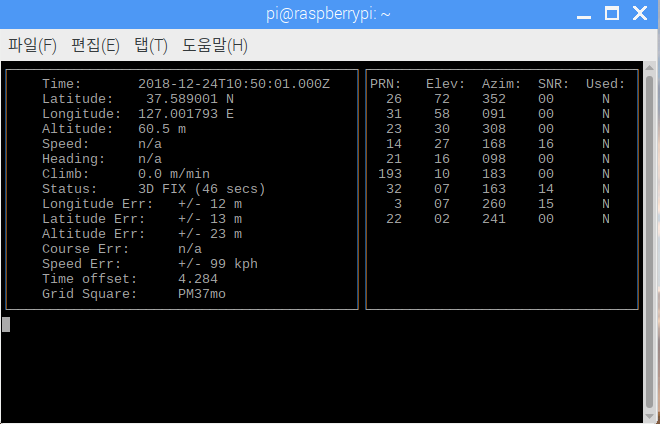 pi@raspberrypi: ~
파일(F) 편집(E) 탭(T) 도움말(H)
Time: 2018-12-24T10:50:01.000Z
Latitude: 37.589001 N
Longitude: 127.001793 E
Altitude: 60.5 m
Speed: n/a
Heading: n/a
Climb: 0.0 m/min
Status: 3D FIX (46 secs)
Longitude Err: +/- 12 m
Latitude Err: +/- 13 m
Altitude Err: +/- 23 m
Course Err: n/a
Speed Err: +/- 99 kph
Time offset: 4.284
Grid Square: PM37mo
PRN: Elev: Azim: SNR: Used:
26 72 352 00 N
31 58 091 00 N
23 30 308 00 N
14 27 168 16 N
21 16 098 00 N
193 10 183 00 N
32 07 163 14 N
3 07 260 15 N
22 02 241 00 N